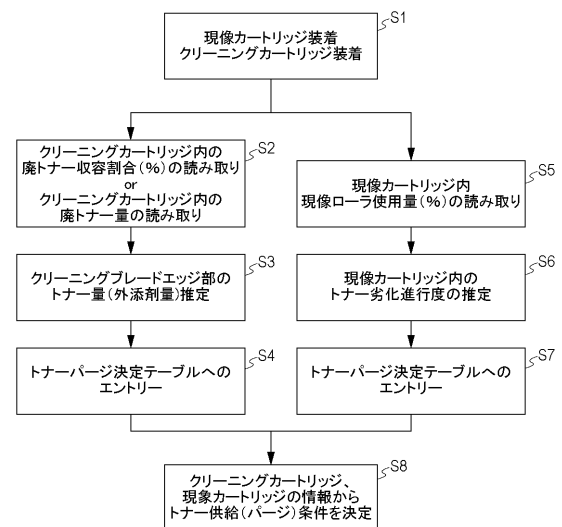 S1
現像カートリッジ装着
クリーニングカートリッジ装着
S2
クリーニングカートリッジ内の
廃トナー収容割合(%)の読み取り
or
クリーニングカートリッジ内の
廃トナー量の読み取り
S3
クリーニングブレードエッジ部の
トナー量(外添剤量)推定
S4
トナーパージ決定テーブルへの
エントリー
S5
現像カートリッジ内
現像ローラ使用量(%)の読み取り
S6
現像カートリッジ内の
トナー劣化進行度の推定
S7
トナーパージ決定テーブルへの
エントリー
S8
クリーニングカートリッジ、
現象カートリッジの情報から
トナー供給(パージ)条件を決定